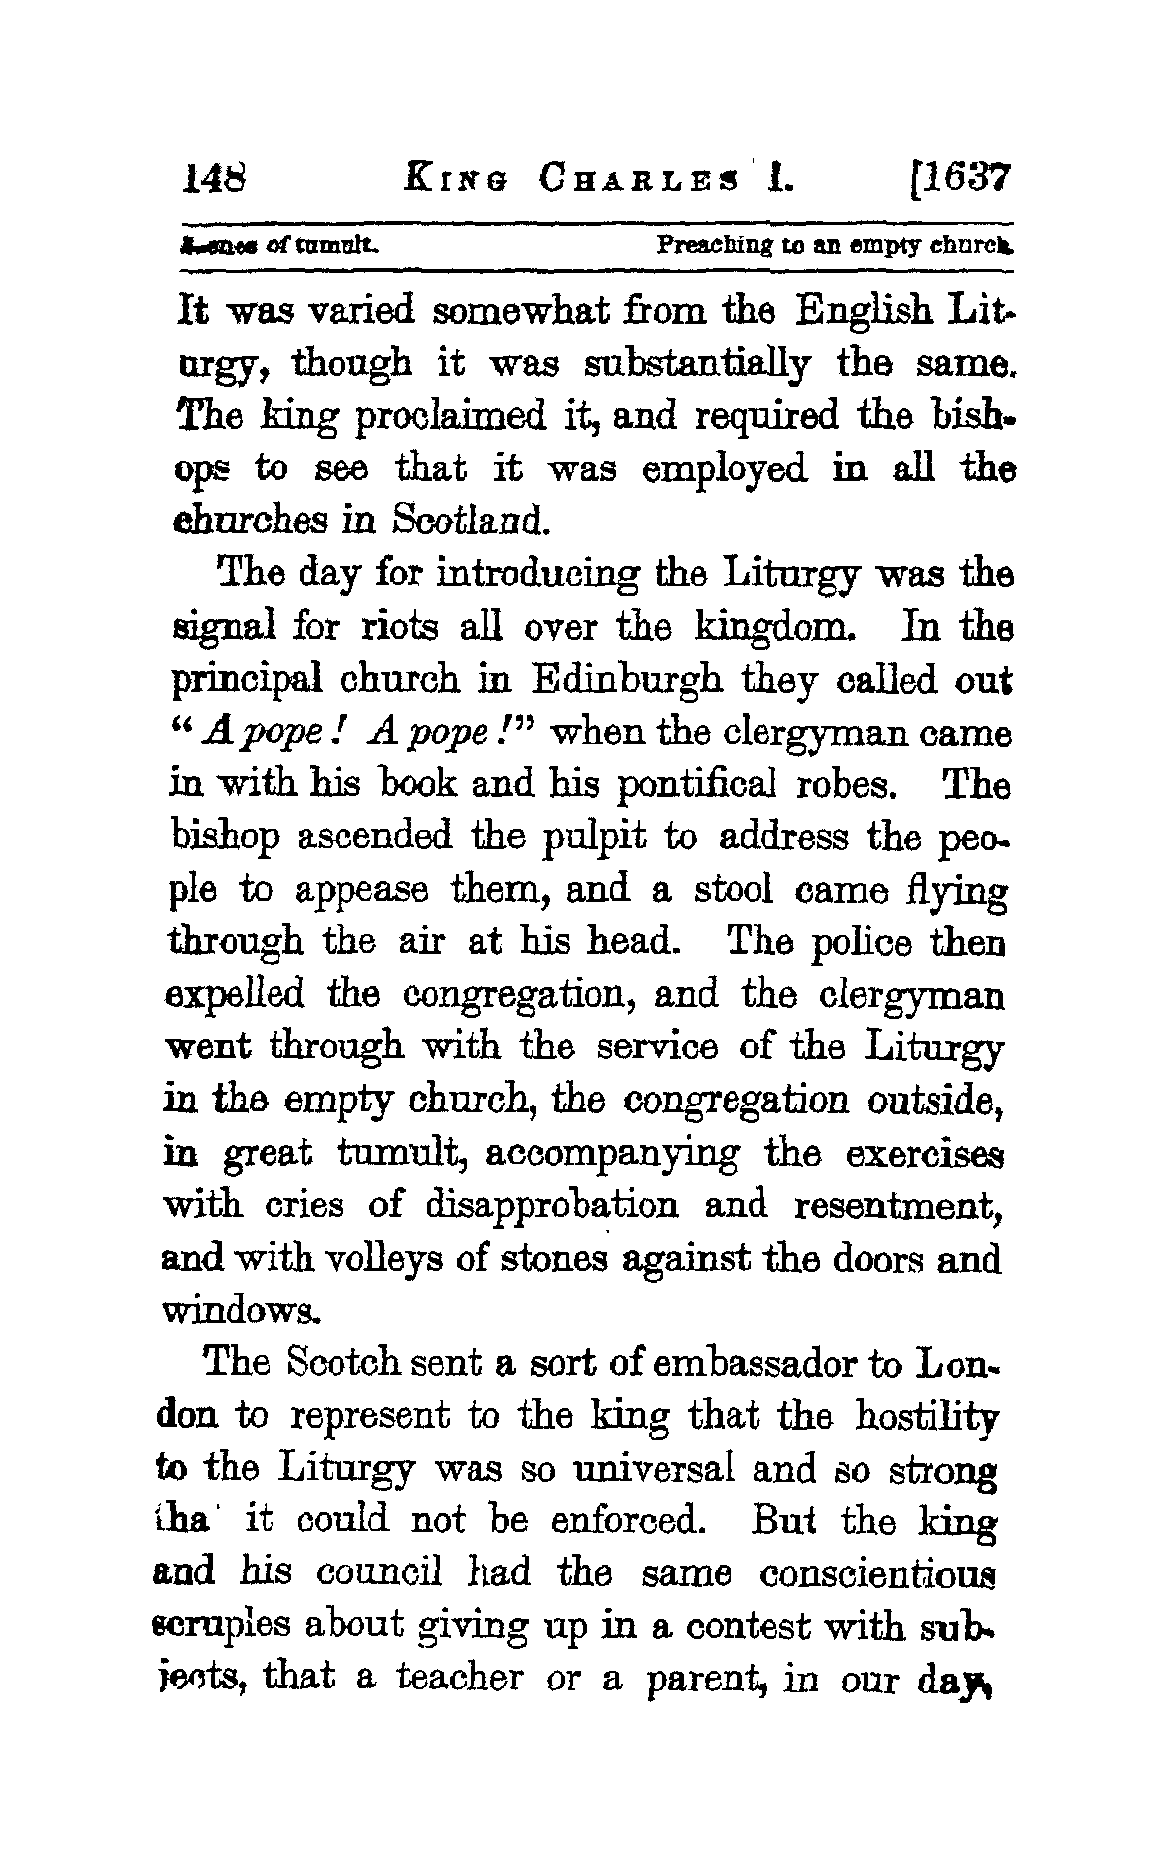 148 KING CHARLES I. [1637
of tumult. Preaching to an empty church.
It was varied somewhat from the English Lit-
urgy, though it was substantially the same.
The king proclaimed it, and required the bish-
ops to see that it was employed in all the
churches in Scotland.
The day for introducing the Liturgy was the
signal for riots all over the kingdom. In the
principal church in Edinburgh they called out
“A pope! A pope!” when the clergyman came
in with his book and his pontifical robes. The
bishop ascended the pulpit to address the peo-
ple to appease them, and a stool came flying
through the air at his head. The police then
expelled the congregation, and the clergyman
went through with the service of the Liturgy
in the empty church, the congregation outside,
in great tumult, accompanying the exercises
with cries of disapprobation and resentment,
and with volleys of stones against the doors and
windows.
The Scotch sent a sort of embassador to Lon-
don to represent to the king that the hostility
to the Liturgy was so universal and so strong
tha' it could not be enforced. But the king
and his council had the same conscientious
scruples about giving up in a contest with sub-
jects, that a teacher or a parent, in our day,